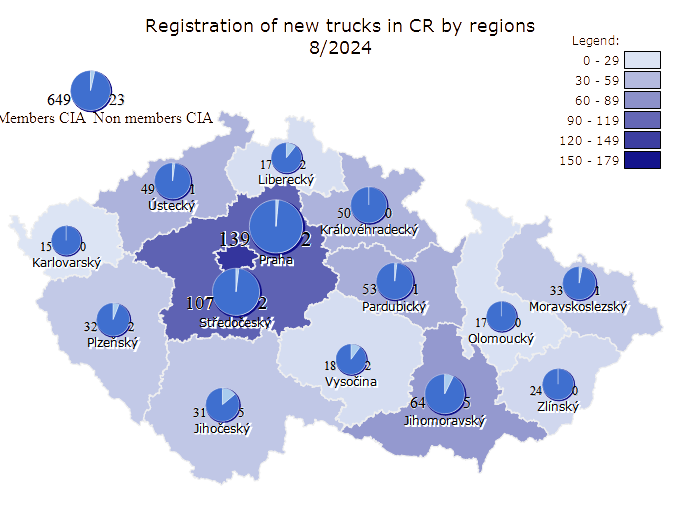 Registration of new trucks in CR by regions
8/2024
Legend:
0 - 29
30 - 59
60 - 89
90 - 119
120 - 149
150 - 179
649 23
Members CIA Non members CIA
17 2
Liberecký
49 1
Ústecký
50 0
Královéhradecký
139 2
Praha
15 0
Karlovarský
107 2
Středočeský
53 1
Pardubický
33 1
Moravskoslezský
32 2
Plzeňský
17 0
Olomoucký
18 2
Vysočina
24 0
Zlínský
31 5
Jihočeský
64 5
Jihomoravský